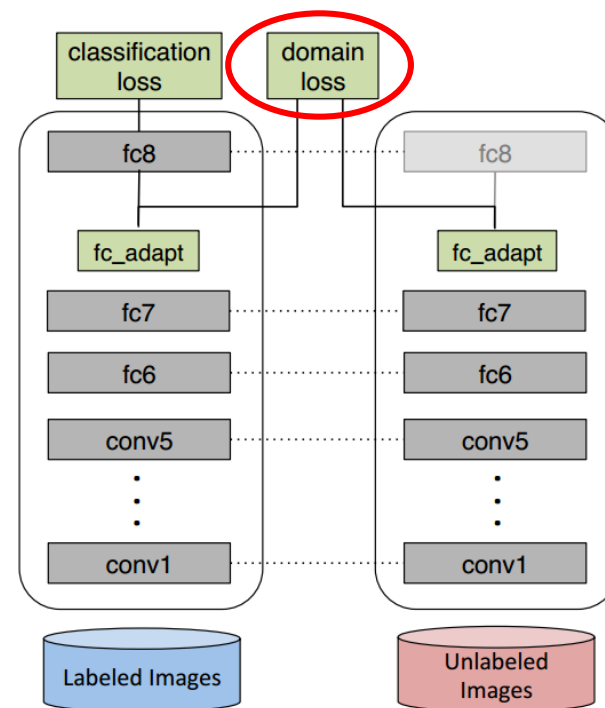 classification
loss
domain
loss
fc8
fc8
fc_adapt
fc_adapt
fc7
fc7
fc6
fc6
conv5
conv5
conv1
conv1
Labeled Images
Unlabeled
Images